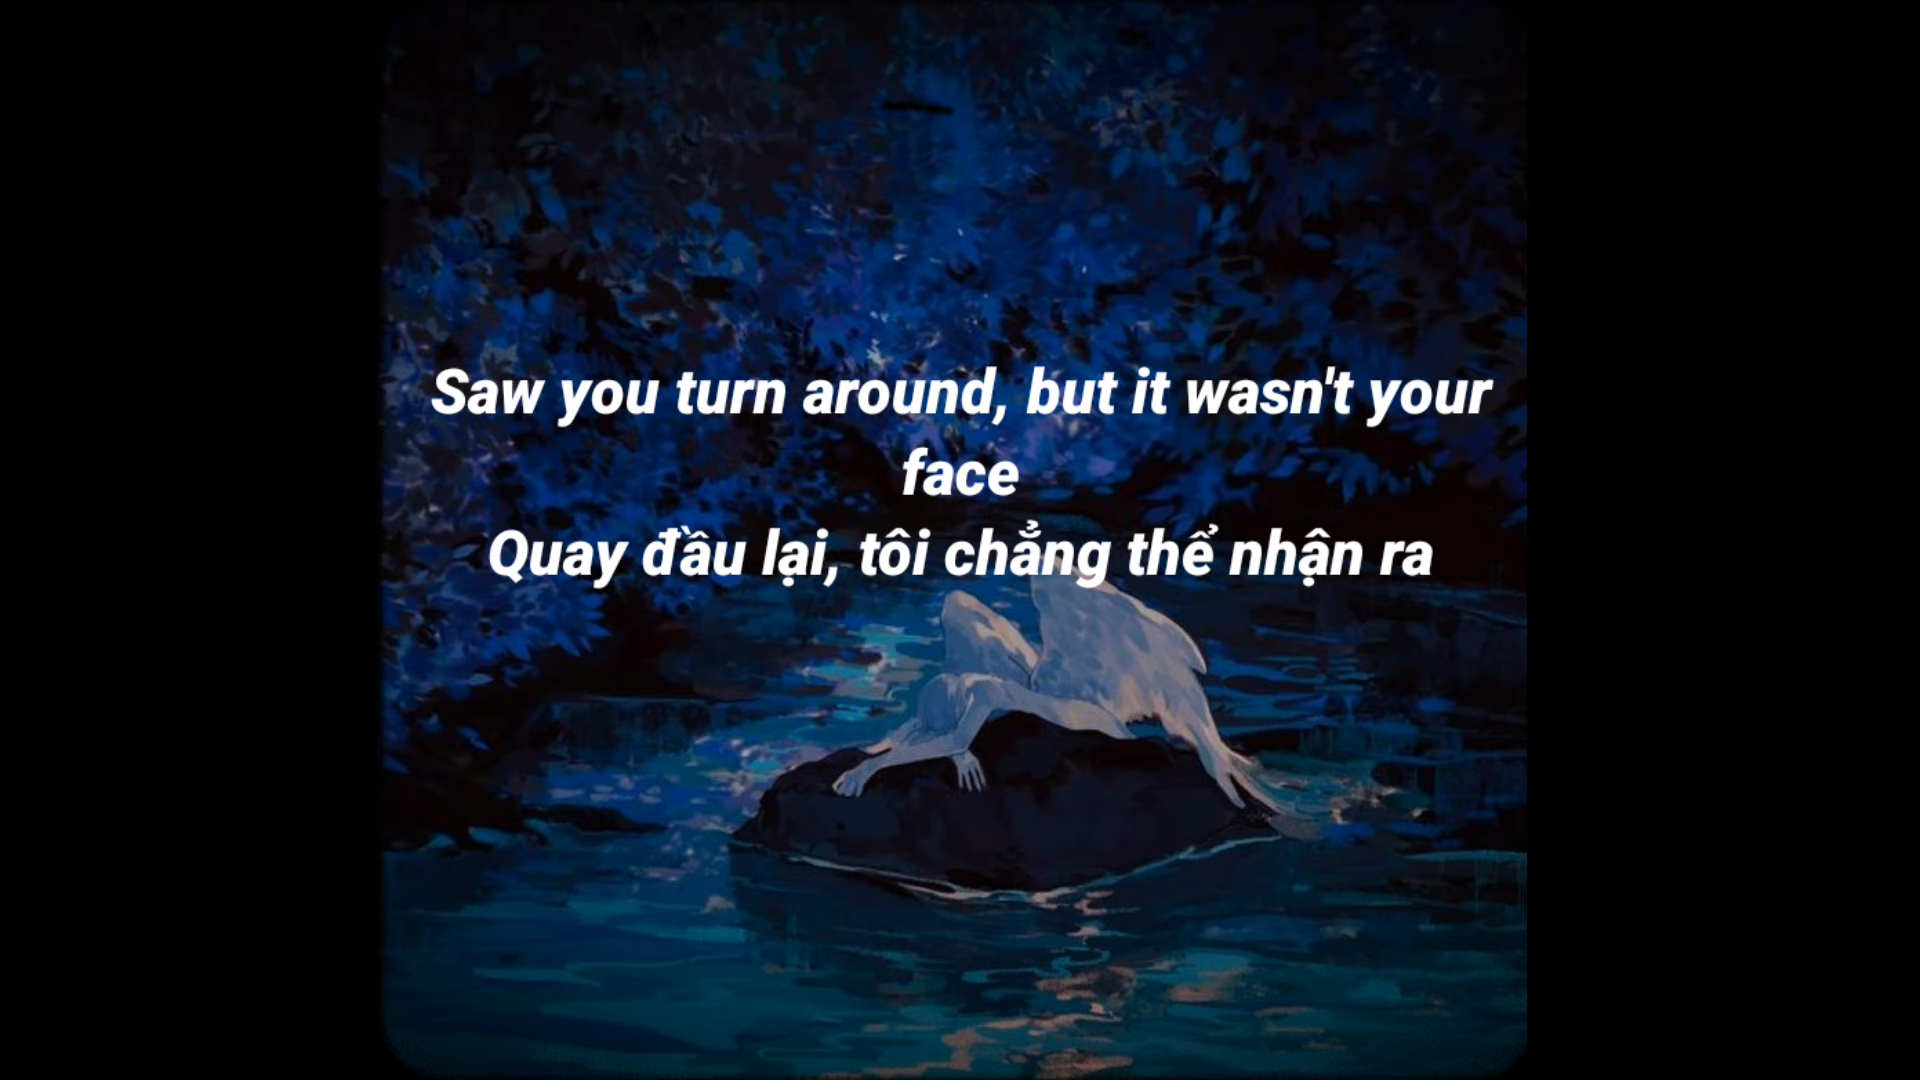 Saw you turn around, but it wasn't your
face
Quay đầu lại, tôi chẳng thể nhận ra